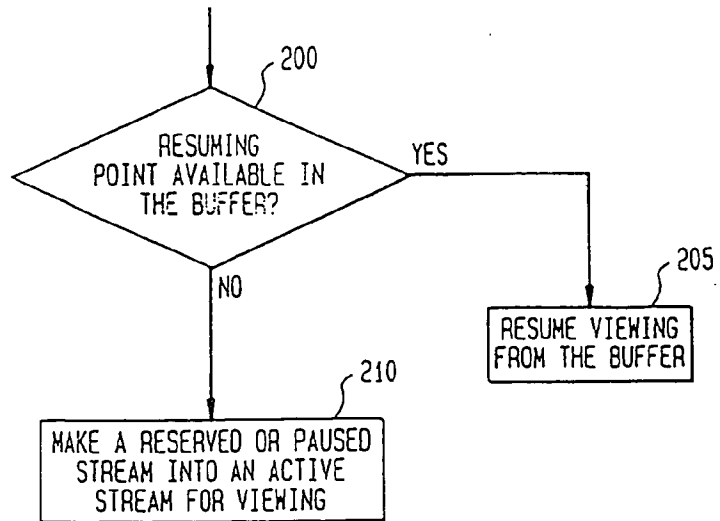 200
RESUMING
POINT AVAILABLE IN
THE BUFFER?
YES
NO
205
RESUME VIEWING
FROM THE BUFFER
210
MAKE A RESERVED OR PAUSED
STREAM INTO AN ACTIVE
STREAM FOR VIEWING